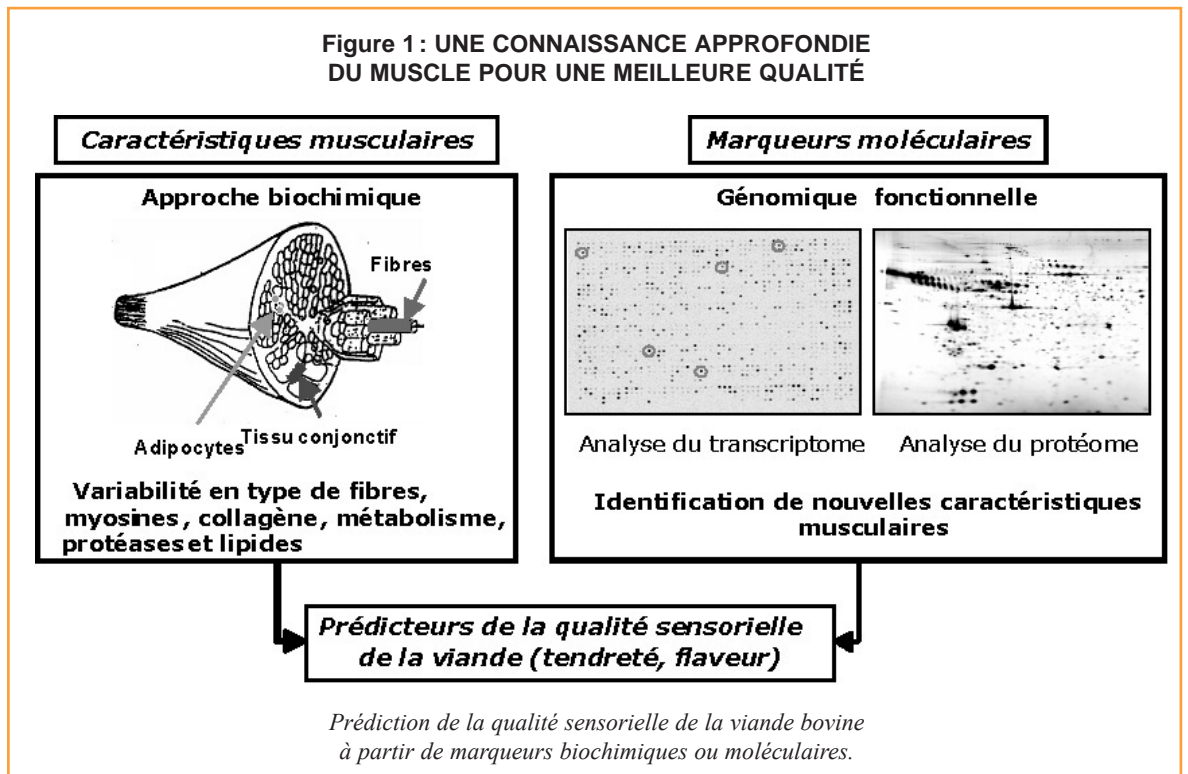 Figure 1 : UNE CONNAISSANCE APPROFONDIE
DU MUSCLE POUR UNE MEILLEURE QUALITÉ
Caractéristiques musculaires
Approche biochimique
Fibres
Adipocytes
Tissu conjonctif
Variabilité en type de fibres,
myosines, collagène, métabolisme,
protéases et lipides
Marqueurs moléculaires
Génomique fonctionnelle
Analyse du transcriptome
Analyse du protéome
Identification de nouvelles caractéristiques
musculaires
Prédicteurs de la qualité sensorielle
de la viande (tendreté, flaveur)
Prédiction de la qualité sensorielle de la viande bovine
à partir de marqueurs biochimiques ou moléculaires.